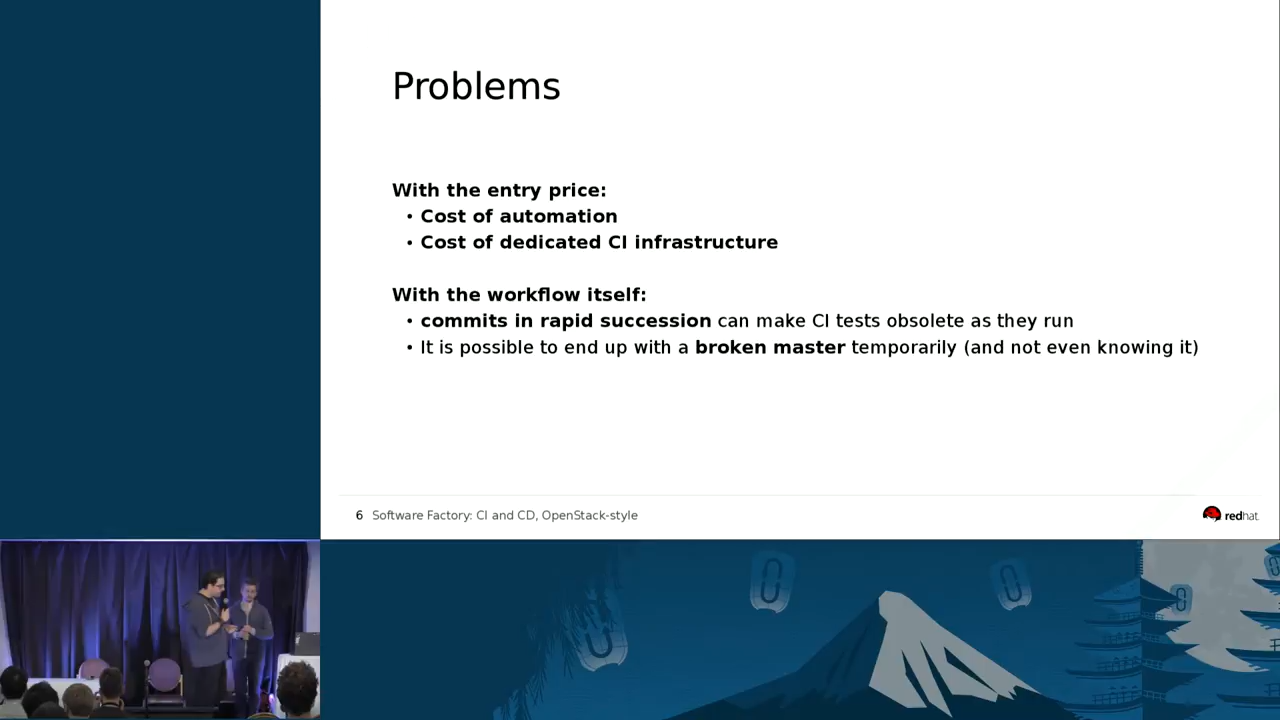 Problems
With the entry price:
• Cost of automation
• Cost of dedicated CI infrastructure
With the workflow itself:
• commits in rapid succession can make CI tests obsolete as they run
• It is possible to end up with a broken master temporarily (and not even knowing it)
6 Software Factory: CI and CD, OpenStack-style
redhat